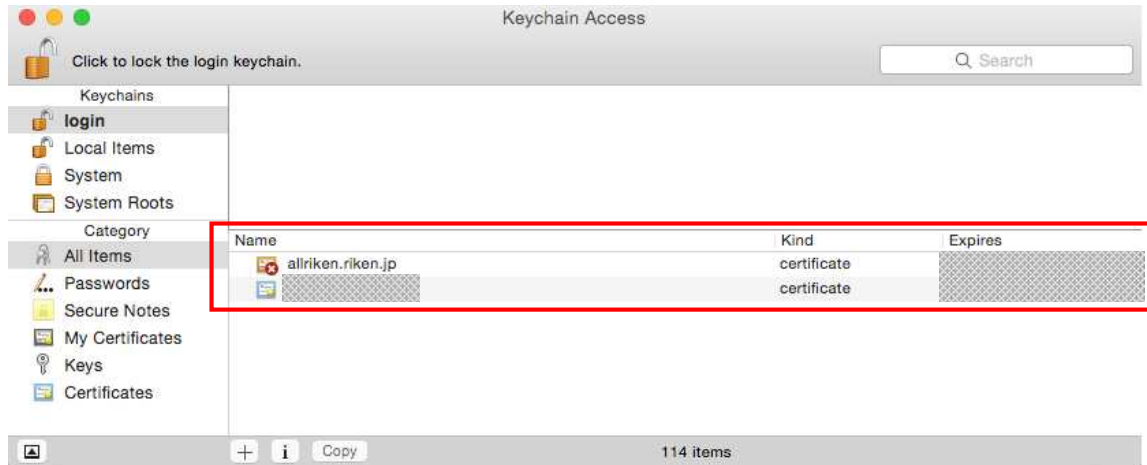 Keychain Access
Click to lock the login keychain.
Search
Keychains
login
Local Items
System
System Roots
Category
All Items
Passwords
Secure Notes
My Certificates
Keys
Certificates
Name Kind Expires
allriken.riken.jp certificate
certificate
+ i Copy 114 items